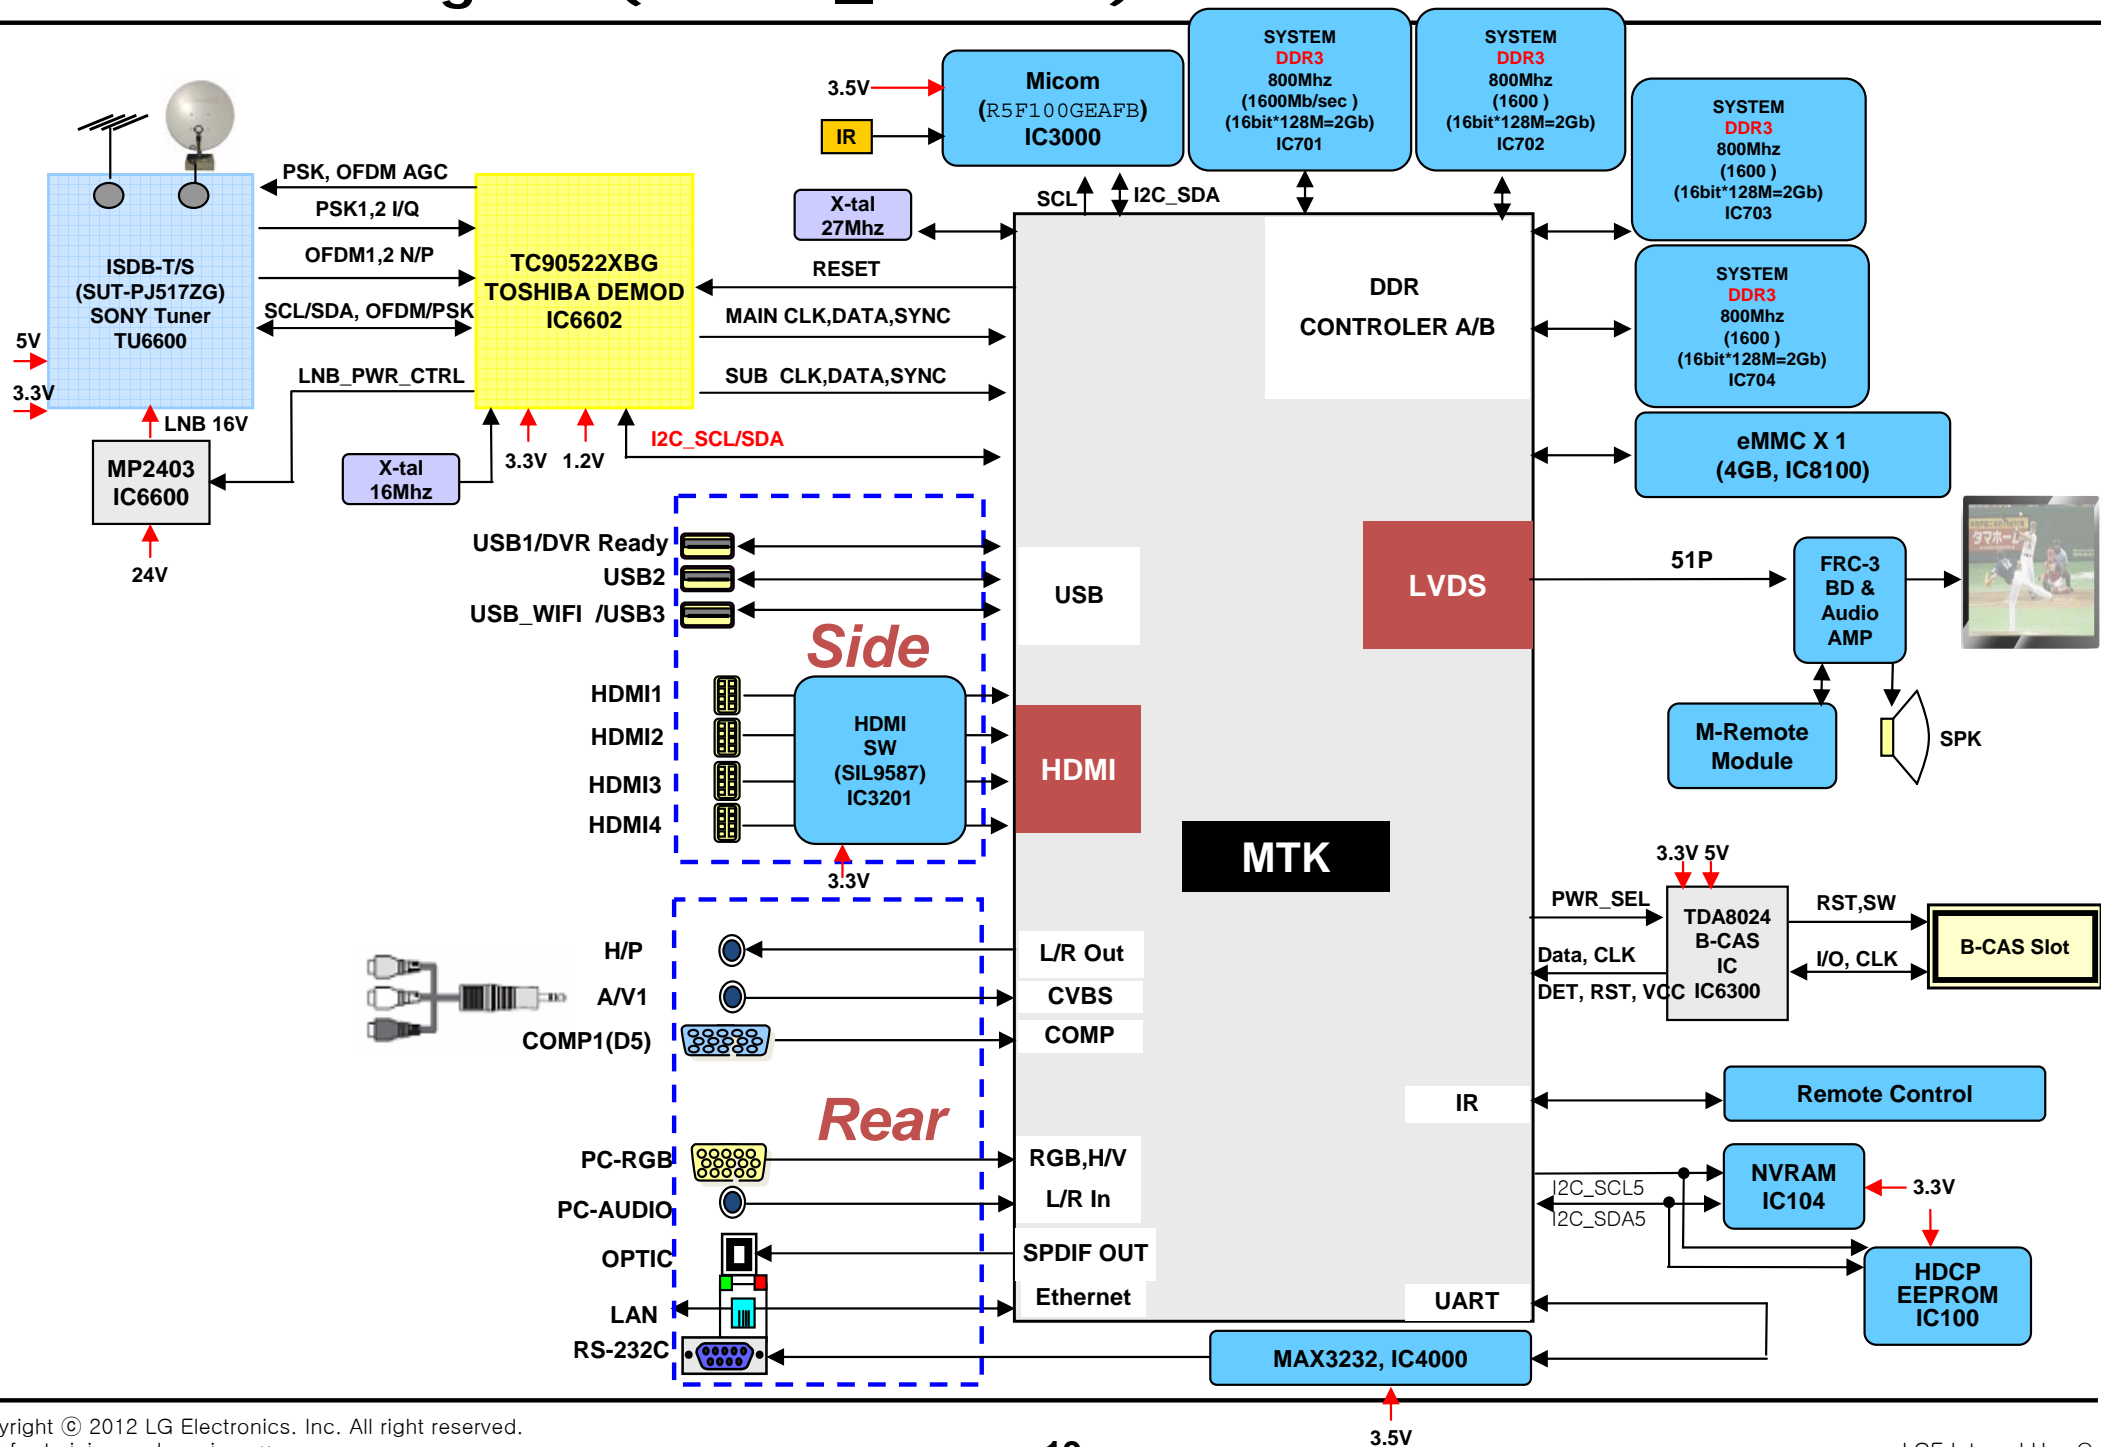 SYSTEM
DDR3
800Mhz
(1600Mb/sec )
(16bit*128M=2Gb)
IC701
SYSTEM
DDR3
800Mhz
(1600 )
(16bit*128M=2Gb)
IC702
SYSTEM
DDR3
800Mhz
(1600 )
(16bit*128M=2Gb)
IC703
SYSTEM
DDR3
800Mhz
(1600 )
(16bit*128M=2Gb)
IC704
3.5V
IR
Micom
(R5F100GEAFB)
IC3000
SCL
I2C_SDA
X-tal
27Mhz
PSK, OFDM AGC
PSK1,2 I/Q
OFDM1,2 N/P
SCL/SDA, OFDM/PSK
LNB_PWR_CTRL
ISDB-T/S
(SUT-PJ517ZG)
SONY Tuner
TU6600
5V
3.3V
LNB 16V
MP2403
IC6600
24V
TC90522XBG
TOSHIBA DEMOD
IC6602
X-tal
16Mhz
3.3V
1.2V
RESET
MAIN CLK,DATA,SYNC
SUB CLK,DATA,SYNC
I2C_SCL/SDA
DDR
CONTROLER A/B
eMMC X 1
(4GB, IC8100)
USB1/DVR Ready
USB2
USB_WIFI /USB3
USB
Side
HDMI1
HDMI2
HDMI3
HDMI4
HDMI
SW
(SIL9587)
IC3201
3.3V
HDMI
LVDS
51P
FRC-3
BD &
Audio
AMP
タマホーム
M-Remote
Module
SPK
MTK
3.3V 5V
PWR_SEL
Data, CLK
DET, RST, VCC
TDA8024
B-CAS
IC
IC6300
RST,SW
I/O, CLK
B-CAS Slot
H/P
A/V1
COMP1(D5)
L/R Out
CVBS
COMP
Rear
PC-RGB
PC-AUDIO
OPTIC
LAN
RS-232C
RGB,H/V
L/R In
SPDIF OUT
Ethernet
IR
Remote Control
I2C_SCL5
I2C_SDA5
NVRAM
IC104
3.3V
HDCP
EEPROM
IC100
UART
MAX3232, IC4000
3.5V
yright ⓒ 2012 LG Electronics. Inc. All right reserved.